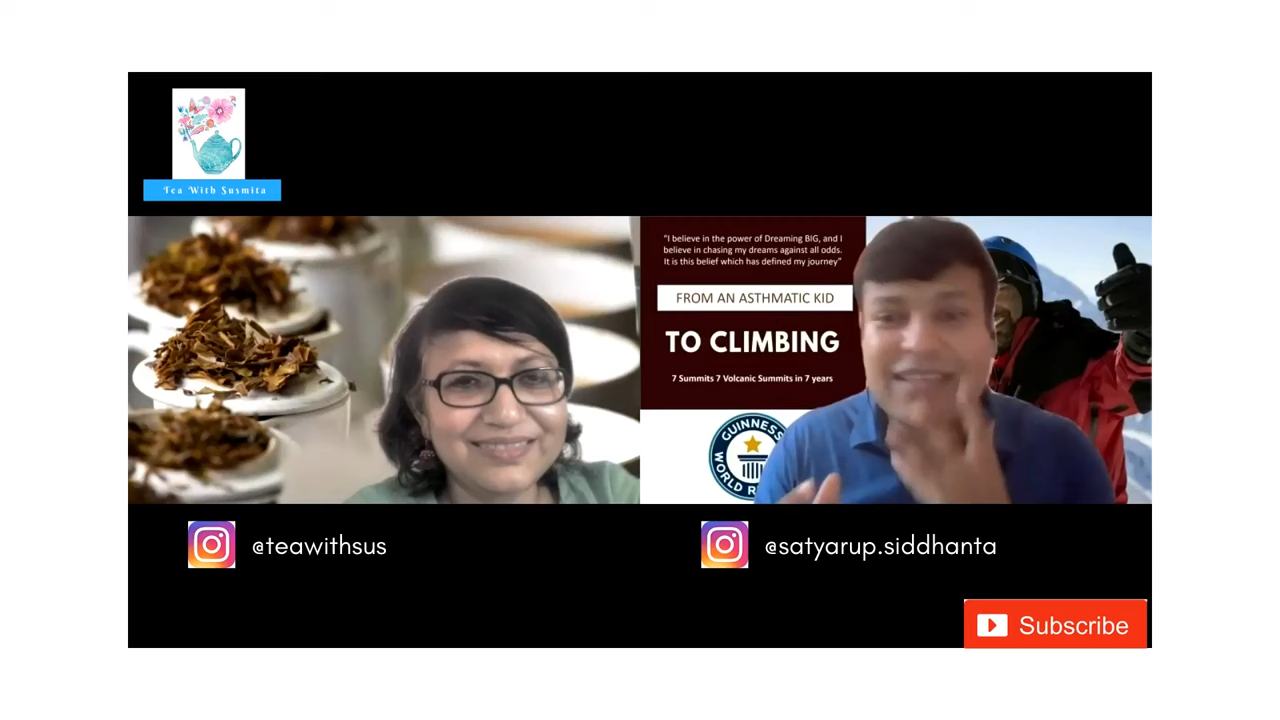 Tea With Susmita
“I believe in the power of Dreaming BIG, and I
believe in chasing my dreams against all odds.
It is this belief which has defined my journey”
FROM AN ASTHMATIC KID
TO CLIMBING
7 Summits 7 Volcanic Summits in 7 years
GUINNESS
WORLD R
@teawithsus
@satyarup.siddhanta
Subscribe